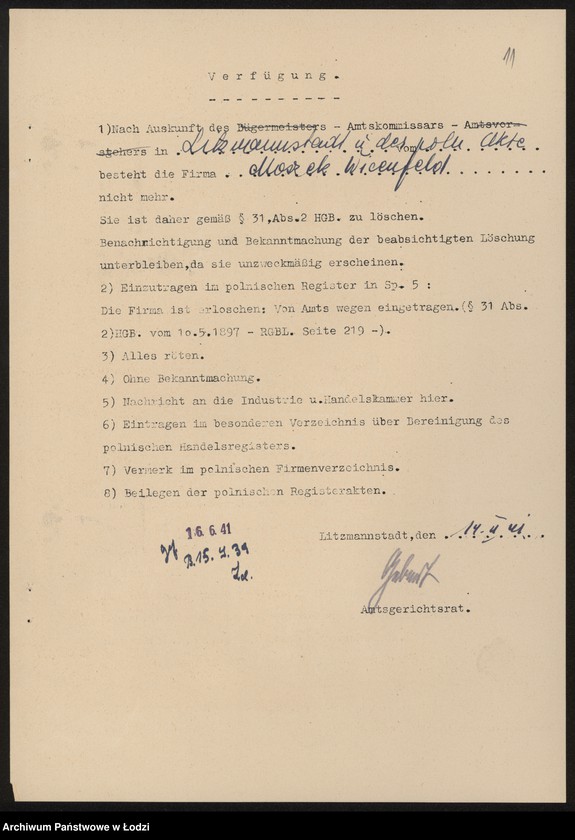 11
Verfügung.
1)Nach Auskunft des Bügermeisters - Amtskommissars - Amtsvor-
stehers in Litzmannstadt u. der poln. Akte vom
besteht die Firma Moszek Wisenfeld
nicht mehr.
Sie ist daher gemäß § 31,Abs.2 HGB. zu löschen.
Benachrichtigung und Bekanntmachung der beabsichtigten Löschung
unterbleiben,da sie unzweckmäßig erscheinen.
2) Einzutragen im polnischen Register in Sp. 5 :
Die Firma ist erloschen: Von Amts wegen eingetragen.(§ 31 Abs.
2)HGB. vom 10.5.1897 - RGBL. Seite 219 -).
3) Alles röten.
4) Ohne Bekanntmachung.
5) Nachricht an die Industrie u.Handelskammer hier.
6) Eintragen im besonderen Verzeichnis über Bereinigung des
polnischen Handelsregisters.
7) Vermerk im polnischen Firmenverzeichnis.
8) Beilegen der polnischen Registerakten.
16.6.41
Litzmannstadt,den
Amtsgerichtsrat.
Archiwum Państwowe w Łodzi